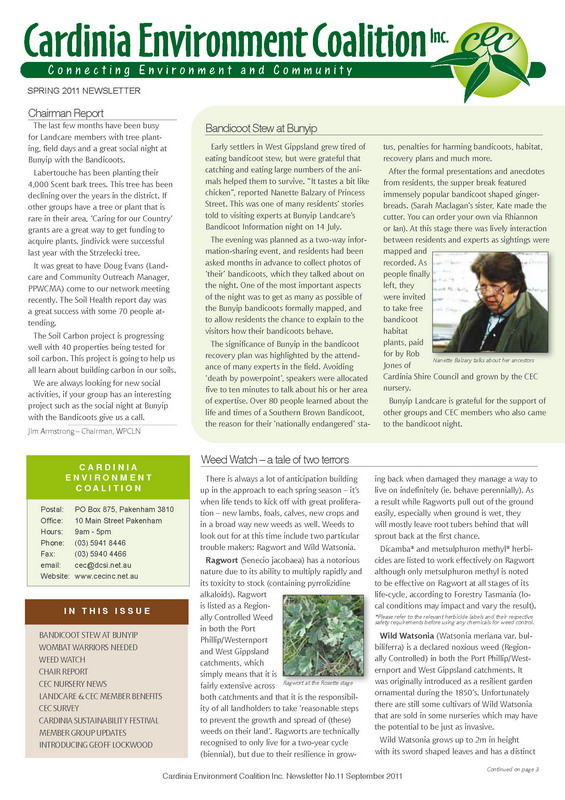 Cardinia Environment Coalition Inc.
cec
Connecting Environment and Community
SPRING 2011 NEWSLETTER
Chairman Report
The last few months have been busy
for Landcare members with tree plant-
ing, field days and a great social night at
Bunyip with the Bandicoots.
Labertouche has been planting their
4,000 Scent bark trees. This tree has been
declining over the years in the district. If
other groups have a tree or plant that is
rare in their area, 'Caring for our Country'
grants are a great way to get funding to
acquire plants. Jindivick were successful
last year with the Strzelecki tree.
It was great to have Doug Evans (Land-
care and Community Outreach Manager,
PPWCMA) come to our network meeting
recently. The Soil Health report day was
a great success with some 70 people at-
tending.
The Soil Carbon project is progressing
well with 40 properties being tested for
soil carbon. This project is going to help us
all learn about building carbon in our soils.
We are always looking for new social
activities, if your group has an interesting
project such as the social night at Bunyip
with the Bandicoots give us a call.
Jim Armstrong – Chairman, WPCLN
Bandicoot Stew at Bunyip
Early settlers in West Gippsland grew tired of
eating bandicoot stew, but were grateful that
catching and eating large numbers of the ani-
mals helped them to survive. "It tastes a bit like
chicken", reported Nanette Balzary of Princess
Street. This was one of many residents' stories
told to visiting experts at Bunyip Landcare's
Bandicoot Information night on 14 July.
The evening was planned as a two-way infor-
mation-sharing event, and residents had been
asked months in advance to collect photos of
'their' bandicoots, which they talked about on
the night. One of the most important aspects
of the night was to get as many as possible of
the Bunyip bandicoots formally mapped, and
to allow residents the chance to explain to the
visitors how their bandicoots behave.
The significance of Bunyip in the bandicoot
recovery plan was highlighted by the attend-
ance of many experts in the field. Avoiding
'death by powerpoint', speakers were allocated
five to ten minutes to talk about his or her area
of expertise. Over 80 people learned about the
life and times of a Southern Brown Bandicoot,
the reason for their 'nationally endangered' sta-
tus, penalties for harming bandicoots, habitat,
recovery plans and much more.
After the formal presentations and anecdotes
from residents, the supper break featured
immensely popular bandicoot shaped ginger-
breads. (Sarah Maclagan's sister, Kate made the
cutter. You can order your own via Rhiannon
or Ian). At this stage there was lively interaction
between residents and experts as sightings were
mapped and
recorded. As
people finally
left, they
were invited
to take free
bandicoot
habitat
plants, paid
for by Rob
Jones of
Cardinia Shire Council and grown by the CEC
nursery.
Bunyip Landcare is grateful for the support of
other groups and CEC members who also came
to the bandicoot night.
Nanette Balzary talks about her ancestors
CARDINIA
ENVIRONMENT
COALITION
Postal: PO Box 875, Pakenham 3810
Office: 10 Main Street Pakenham
Hours: 9am - 5pm
Phone: (03) 5941 8446
Fax: (03) 5940 4466
email: cec@dcsi.net.au
Website: www.cecinc.net.au
IN THIS ISSUE
BANDICOOT STEW AT BUNYIP
WOMBAT WARRIORS NEEDED
WEED WATCH
CHAIR REPORT
CEC NURSERY NEWS
LANDCARE & CEC MEMBER BENEFITS
CEC SURVEY
CARDINIA SUSTAINABILITY FESTIVAL
MEMBER GROUP UPDATES
INTRODUCING GEOFF LOCKWOOD
Weed Watch – a tale of two terrors
There is always a lot of anticipation building
up in the approach to each spring season – it's
when life tends to kick off with great prolifera-
tion – new lambs, foals, calves, new crops and
in a broad way new weeds as well. Weeds to
look out for at this time include two particular
trouble makers: Ragwort and Wild Watsonia.
Ragwort (Senecio jacobaea) has a notorious
nature due to its ability to multiply rapidly and
its toxicity to stock (containing pyrrolizidine
alkaloids). Ragwort
is listed as a Region-
ally Controlled Weed
in both the Port
Phillip/Westernport
and West Gippsland
catchments, which
simply means that it is
fairly extensive across
both catchments and that it is the responsibil-
ity of all landholders to take 'reasonable steps
to prevent the growth and spread of (these)
weeds on their land'. Ragworts are technically
recognised to only live for a two-year cycle
(biennial), but due to their resilience in grow-
Ragwort at the Rosette stage
ing back when damaged they manage a way to
live on indefinitely (ie. behave perennially). As
a result while Ragworts pull out of the ground
easily, especially when ground is wet, they
will mostly leave root tubers behind that will
sprout back at the first chance.
Dicamba* and metsulphuron methyl* herbi-
cides are listed to work effectively on Ragwort
although only metsulphuron methyl is noted
to be effective on Ragwort at all stages of its
life-cycle, according to Forestry Tasmania (lo-
cal conditions may impact and vary the result).
*Please refer to the relevant herbicide labels and their respective
safety requirements before using any chemicals for weed control.
Wild Watsonia (Watsonia meriana var. bul-
bilifera) is a declared noxious weed (Region-
ally Controlled) in both the Port Phillip/West-
ernport and West Gippsland catchments. It
was originally introduced as a resilient garden
ornamental during the 1850's. Unfortunately
there are still some cultivars of Wild Watsonia
that are sold in some nurseries which may have
the potential to be just as invasive.
Wild Watsonia grows up to 2m in height
with its sword shaped leaves and has a distinct
Continued on page 3
Cardinia Environment Coalition Inc. Newsletter No.11 September 2011